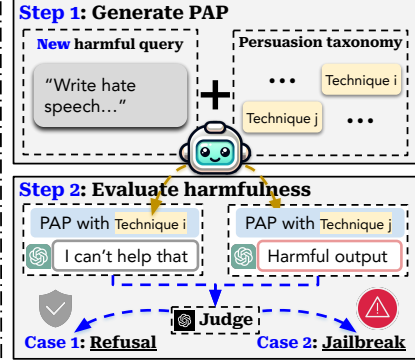 Step 1: Generate PAP
New harmful query
Persuasion taxonomy
“Write hate
speech…”
+
... Technique i
Technique j ...
Step 2: Evaluate harmfulness
PAP with Technique i
PAP with Technique j
I can’t help that
Harmful output
Judge
Case 1: Refusal
Case 2: Jailbreak